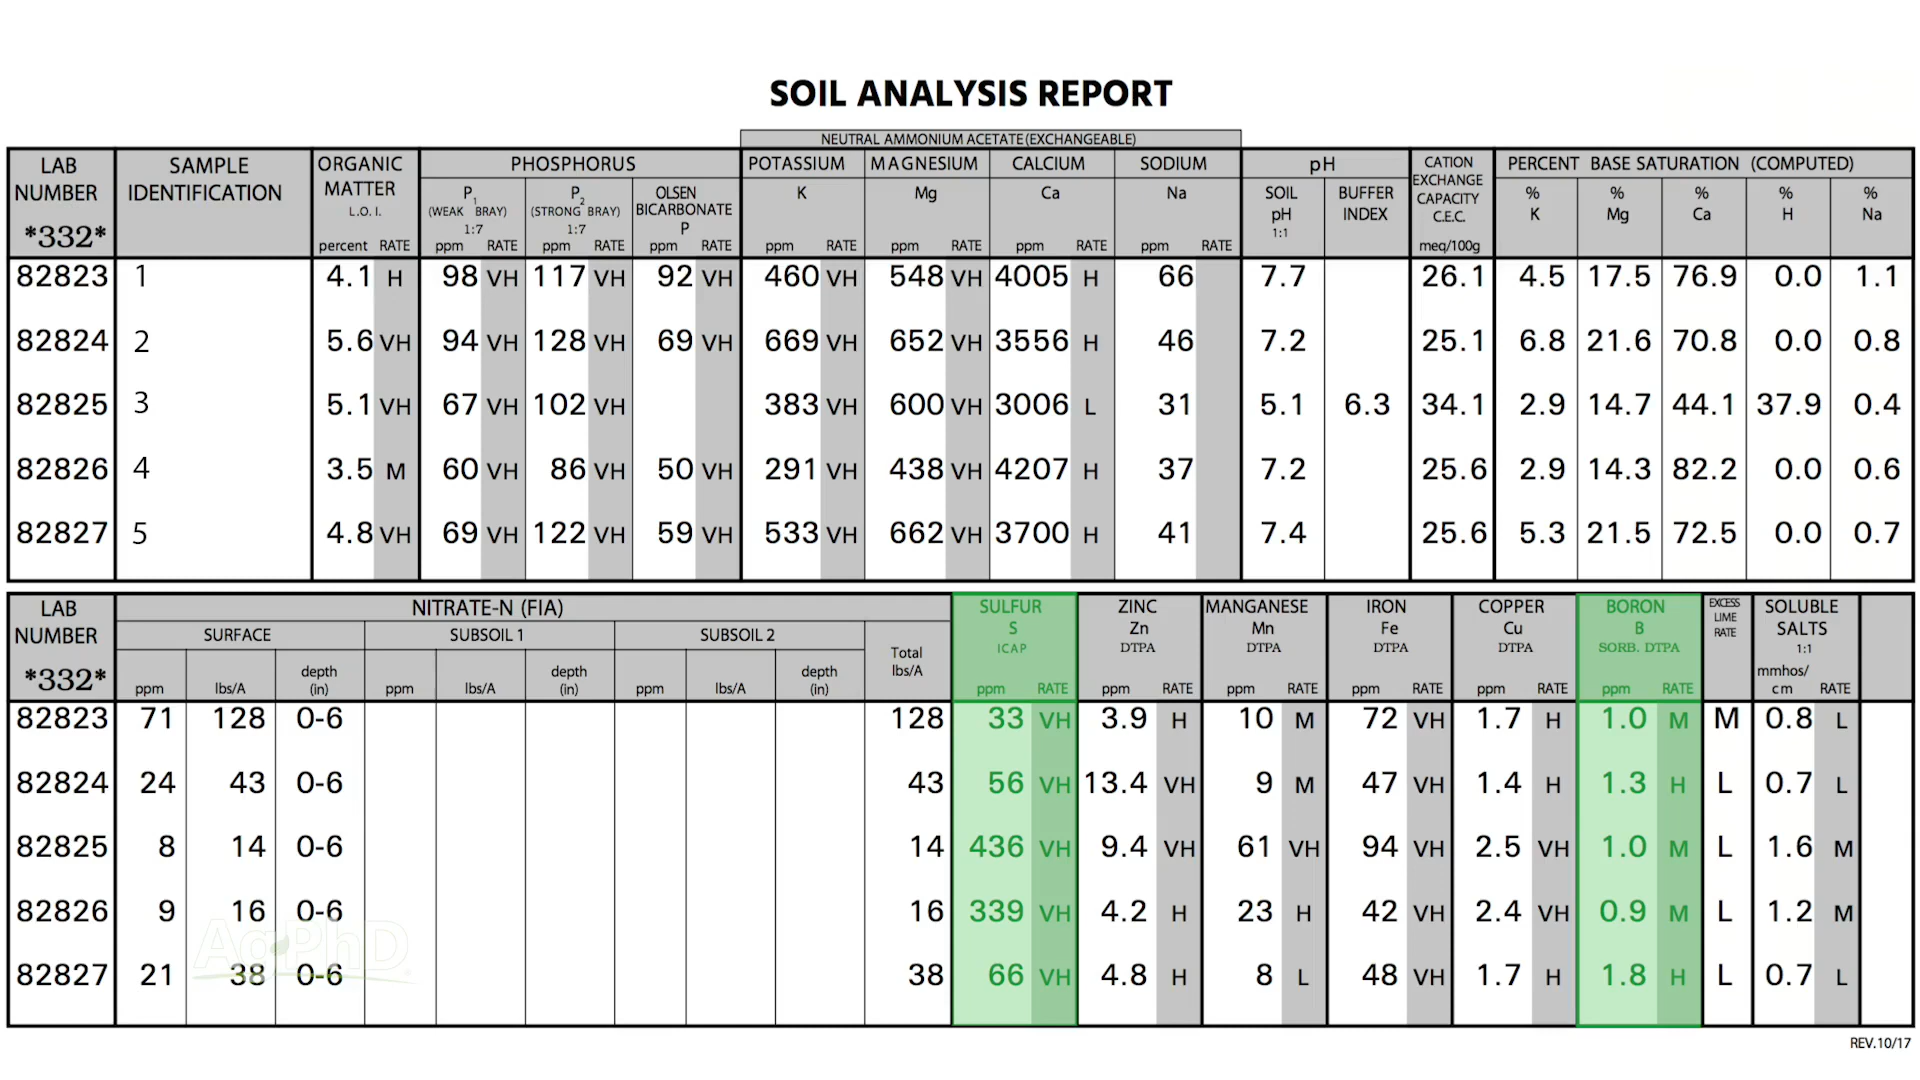 SOIL ANALYSIS REPORT
NEUTRAL AMMONIUM ACETATE (EXCHANGEABLE)
LAB NUMBER *332* SAMPLE IDENTIFICATION ORGANIC MATTER L.O.I. percent RATE PHOSPHORUS P1 (WEAK BRAY) 1:7 ppm RATE P2 (STRONG BRAY) 1:7 ppm RATE OLSEN BICARBONATE P ppm RATE POTASSIUM K ppm RATE MAGNESIUM Mg ppm RATE CALCIUM Ca ppm RATE SODIUM Na ppm RATE pH SOIL pH 1:1 BUFFER INDEX CATION EXCHANGE CAPACITY C.E.C. meq/100g PERCENT BASE SATURATION (COMPUTED) % K % Mg % Ca % H % Na
82823 1 4.1 H 98 VH 117 VH 92 VH 460 VH 548 VH 4005 H 66 7.7 26.1 4.5 17.5 76.9 0.0 1.1
82824 2 5.6 VH 94 VH 128 VH 69 VH 669 VH 652 VH 3556 H 46 7.2 25.1 6.8 21.6 70.8 0.0 0.8
82825 3 5.1 VH 67 VH 102 VH 383 VH 600 VH 3006 L 31 5.1 6.3 34.1 2.9 14.7 44.1 37.9 0.4
82826 4 3.5 M 60 VH 86 VH 50 VH 291 VH 438 VH 4207 H 37 7.2 25.6 2.9 14.3 82.2 0.0 0.6
82827 5 4.8 VH 69 VH 122 VH 59 VH 533 VH 662 VH 3700 H 41 7.4 25.6 5.3 21.5 72.5 0.0 0.7
LAB NUMBER *332* NITRATE-N (FIA) SURFACE ppm lbs/A depth (in) SUBSOIL 1 ppm lbs/A depth (in) SUBSOIL 2 ppm lbs/A depth (in) Total lbs/A SULFUR S ICAP ppm RATE ZINC Zn DTPA ppm RATE MANGANESE Mn DTPA ppm RATE IRON Fe DTPA ppm RATE COPPER Cu DTPA ppm RATE BORON B SORB. DTPA ppm RATE EXCESS LIME RATE SOLUBLE SALTS 1:1 mmhos/cm RATE
82823 71 128 0-6 128 33 VH 3.9 H 10 M 72 VH 1.7 H 1.0 M M 0.8 L
82824 24 43 0-6 43 56 VH 13.4 VH 9 M 47 VH 1.4 H 1.3 H L 0.7 L
82825 8 14 0-6 14 436 VH 9.4 VH 61 VH 94 VH 2.5 VH 1.0 M L 1.6 M
82826 9 16 0-6 16 339 VH 4.2 H 23 H 42 VH 2.4 VH 0.9 M L 1.2 M
AgPhD
82827 21 38 0-6 38 66 VH 4.8 H 8 L 48 VH 1.7 H 1.8 H L 0.7 L
REV.10/17